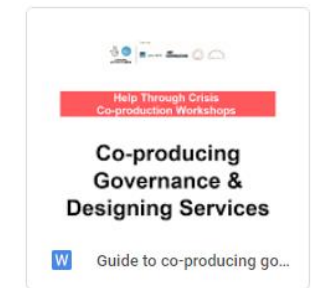 Help Through Crisis
Co-production Workshops
Co-producing
Governance &
Designing Services
W Guide to co-producing go...